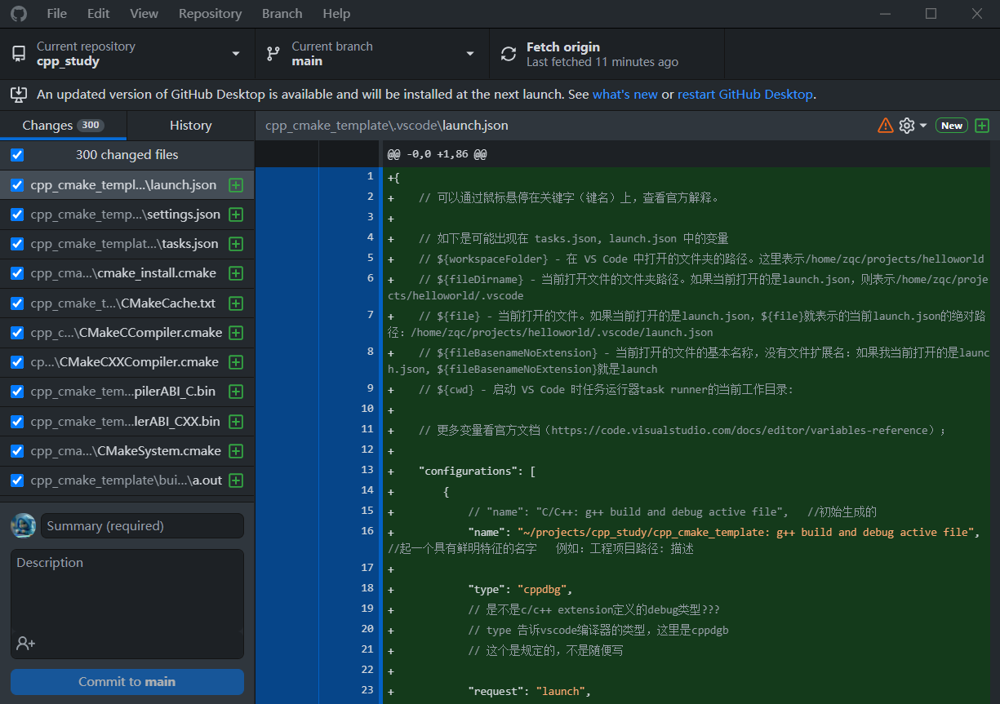 File Edit View Repository Branch Help
Current repository
cpp_study
Current branch
main
Fetch origin
Last fetched 11 minutes ago
An updated version of GitHub Desktop is available and will be installed at the next launch. See what's new or restart GitHub Desktop.
Changes 300 History
cpp_cmake_template\.vscode\launch.json New
300 changed files
cpp_cmake_templ...\launch.json
cpp_cmake_temp...\settings.json
cpp_cmake_templat...\tasks.json
cpp_cma...\cmake_install.cmake
cpp_cmake_t...\CMakeCache.txt
cpp_c...\CMakeCCompiler.cmake
cp...\CMakeCXXCompiler.cmake
cpp_cmake_tem...pilerABI_C.bin
cpp_cmake_tem...lerABI_CXX.bin
cpp_cma...\CMakeSystem.cmake
cpp_cmake_template\bui...\a.out
Summary (required)
Description
Commit to main
@@ -0,0 +1,86 @@
1 +{
2 + // 可以通过鼠标悬停在关键字（键名）上，查看官方解释。
3 +
4 + // 如下是可能出现在 tasks.json, launch.json 中的变量
5 + // ${workspaceFolder} - 在 VS Code 中打开的文件夹的路径。这里表示/home/zqc/projects/helloworld
6 + // ${fileDirname} - 当前打开文件的文件夹路径。如果当前打开的是launch.json，则表示/home/zqc/proje
cts/helloworld/.vscode
7 + // ${file} - 当前打开的文件。如果当前打开的是launch.json，${file}就表示的当前launch.json的绝对路
径：/home/zqc/projects/helloworld/.vscode/launch.json
8 + // ${fileBasenameNoExtension} - 当前打开的文件的基本名称，没有文件扩展名：如果我当前打开的是launc
h.json, ${fileBasenameNoExtension}就是launch
9 + // ${cwd} - 启动 VS Code 时任务运行器task runner的当前工作目录:
10 +
11 + // 更多变量看官方文档（https://code.visualstudio.com/docs/editor/variables-reference）；
12 +
13 + "configurations": [
14 + {
15 + // "name": "C/C++: g++ build and debug active file", //初始生成的
16 + "name": "~/projects/cpp_study/cpp_cmake_template: g++ build and debug active file",
//起一个具有鲜明特征的名字 例如：工程项目路径：描述
17 +
18 + "type": "cppdbg",
19 + // 是不是c/c++ extension定义的debug类型???
20 + // type 告诉vscode编译器的类型，这里是cppdgb
21 + // 这个是规定的，不是随便写
22 +
23 + "request": "launch",